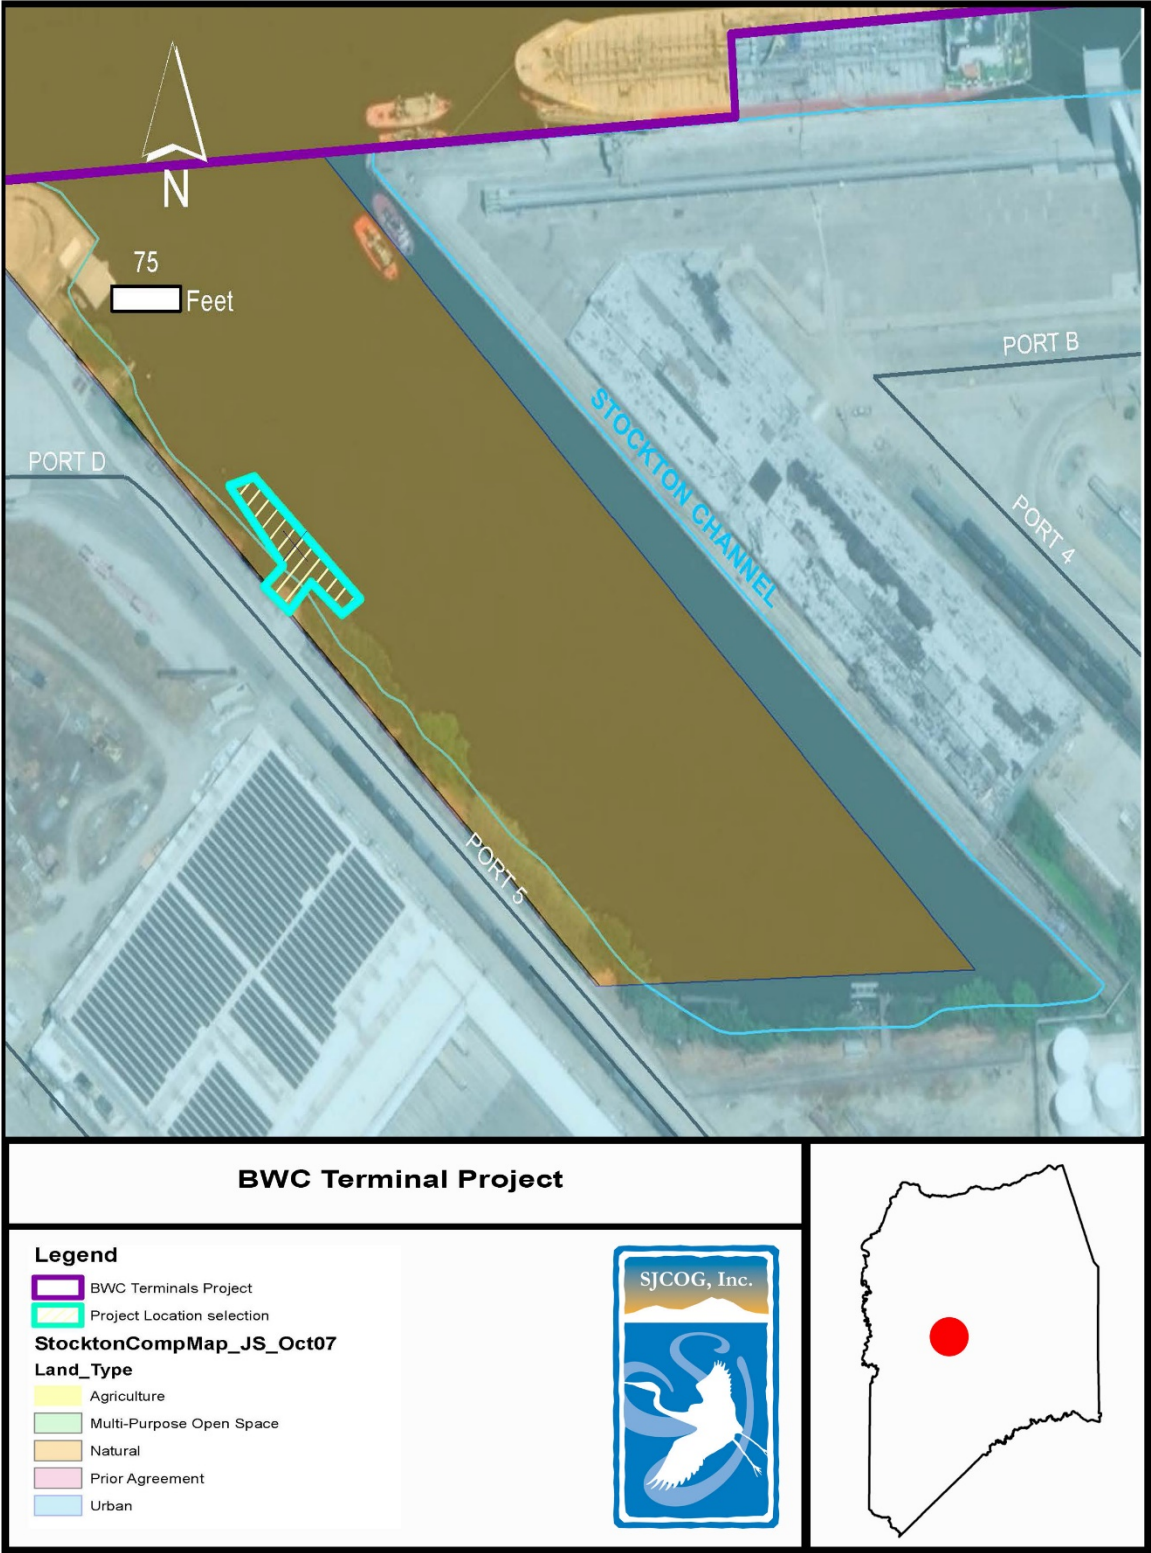 N
75
Feet
PORT B
PORT D
STOCKTON CHANNEL
PORT 4
PORT 5
BWC Terminal Project
Legend
BWC Terminals Project
Project Location selection
StocktonCompMap_JS_Oct07
Land_Type
Agriculture
Multi-Purpose Open Space
Natural
Prior Agreement
Urban
SJCOG, Inc.